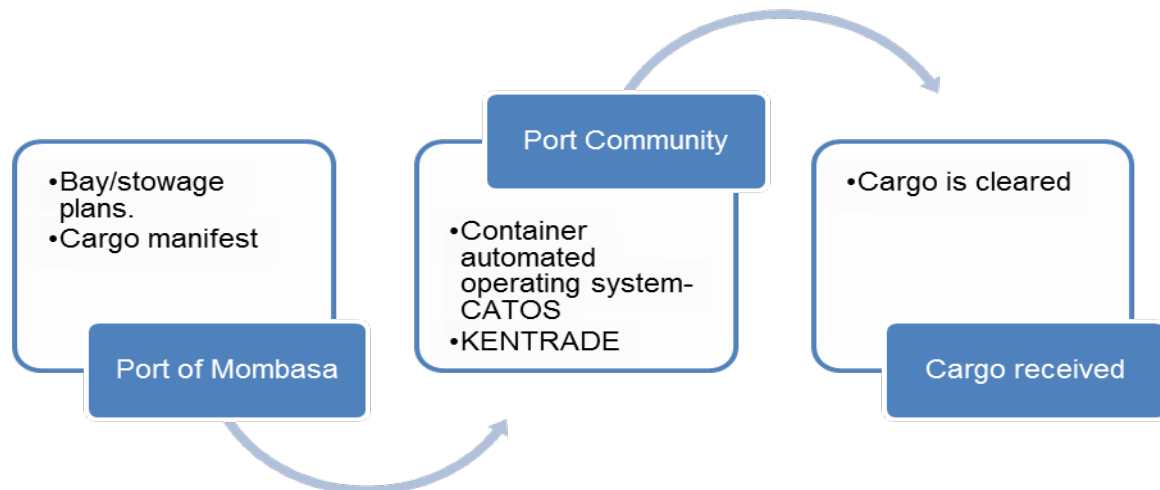 •Bay/stowage
plans.
•Cargo manifest
Port of Mombasa
Port Community
•Container
automated
operating system-
CATOS
•KENTRADE
•Cargo is cleared
Cargo received